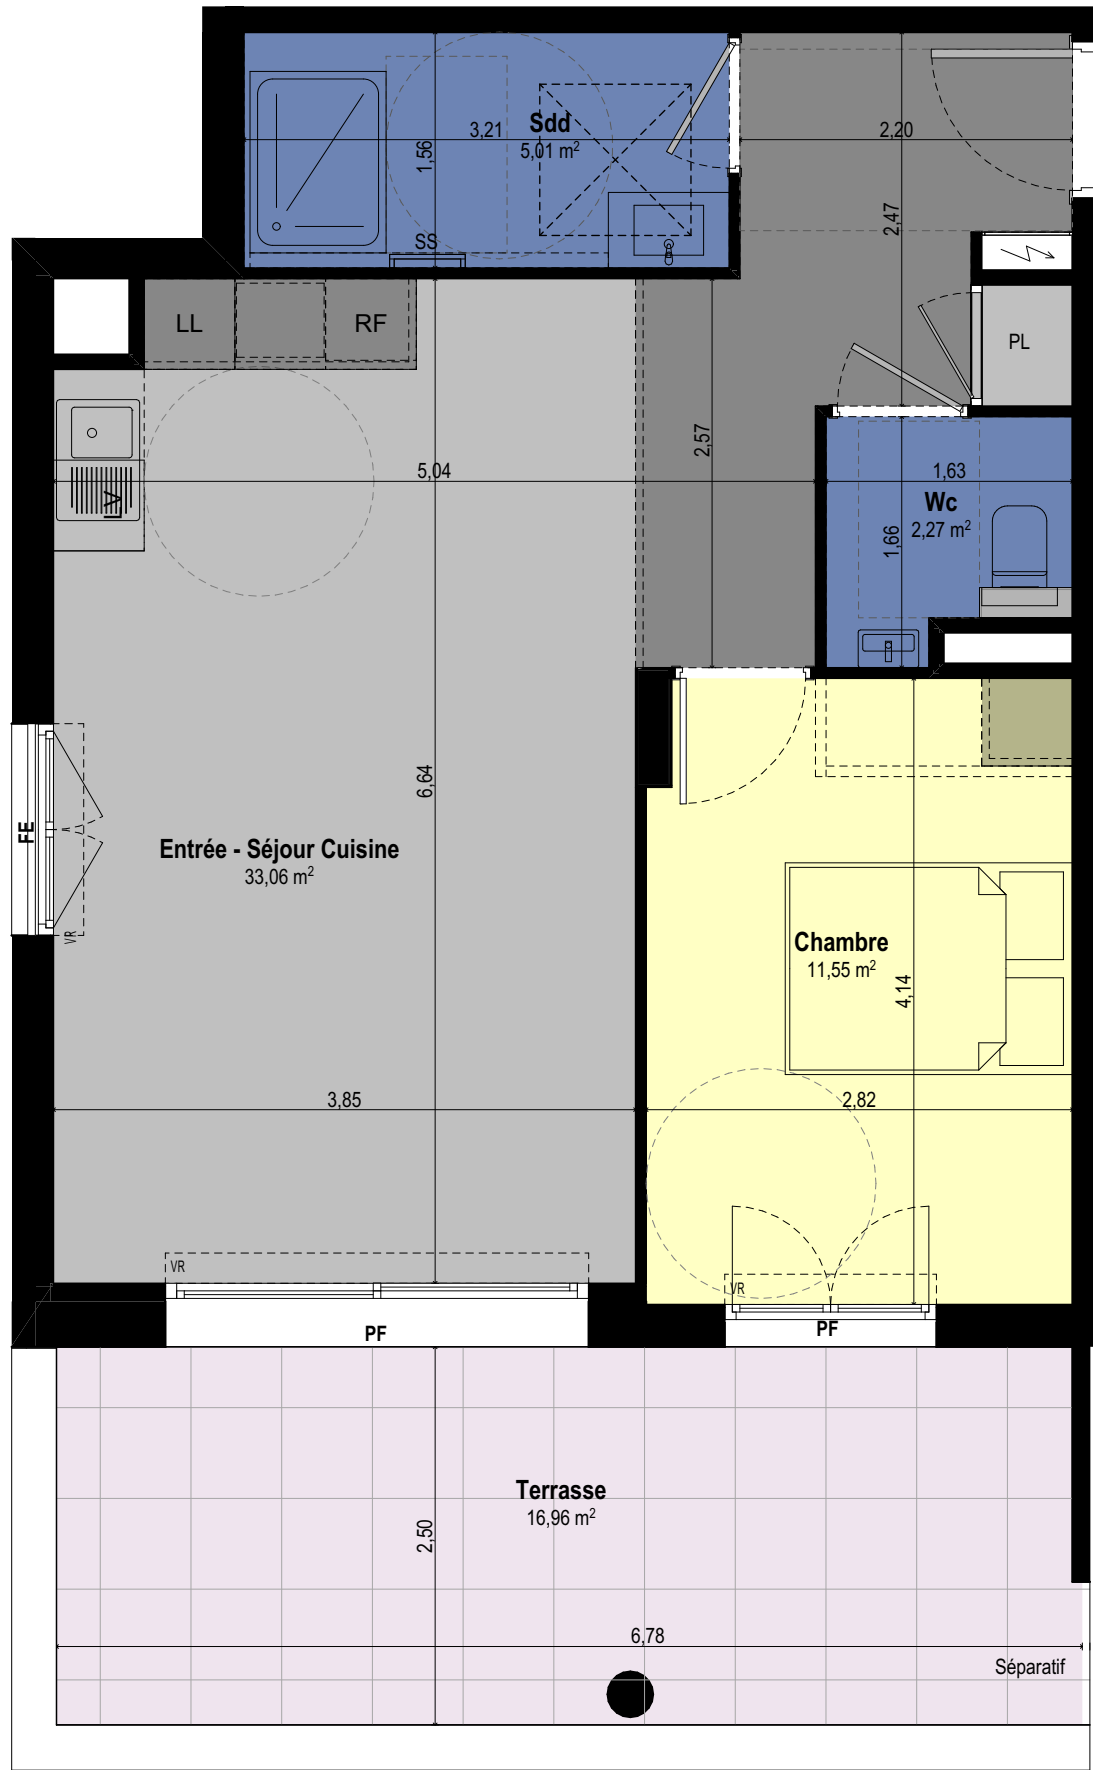 Sdd
3,21
5,01 m²
1,56
2,20
2,47
SS
LL
RF
PL
2,57
5,04
1,63
Wc
2,27 m²
1,66
LV
6,64
FE
VR
Entrée - Séjour Cuisine
33,06 m²
Chambre
11,55 m²
4,14
3,85
2,82
VR
VR
PF
PF
Terrasse
16,96 m²
2,50
6,78
Séparatif